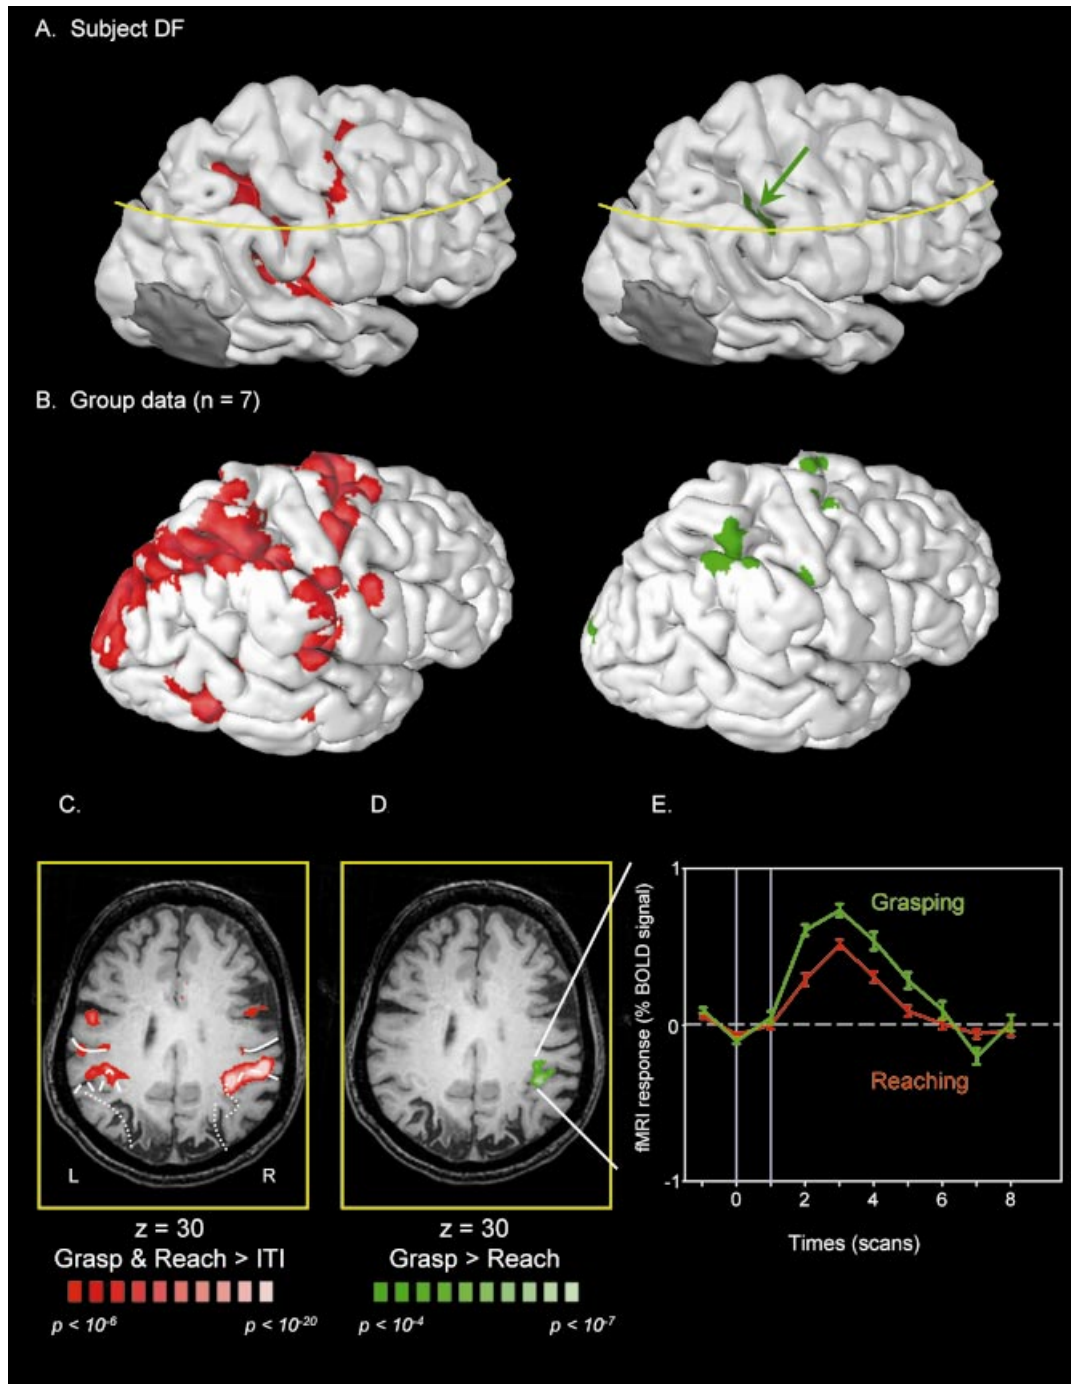 A. Subject DF
B. Group data (n = 7)
C.
D
E.
L
R
z = 30
Grasp & Reach > ITI
p < 10-6
p < 10-20
z = 30
Grasp > Reach
p < 10-4
p < 10-7
fMRI response (% BOLD signal)
1
0
-1
Grasping
Reaching
0 2 4 6 8
Times (scans)